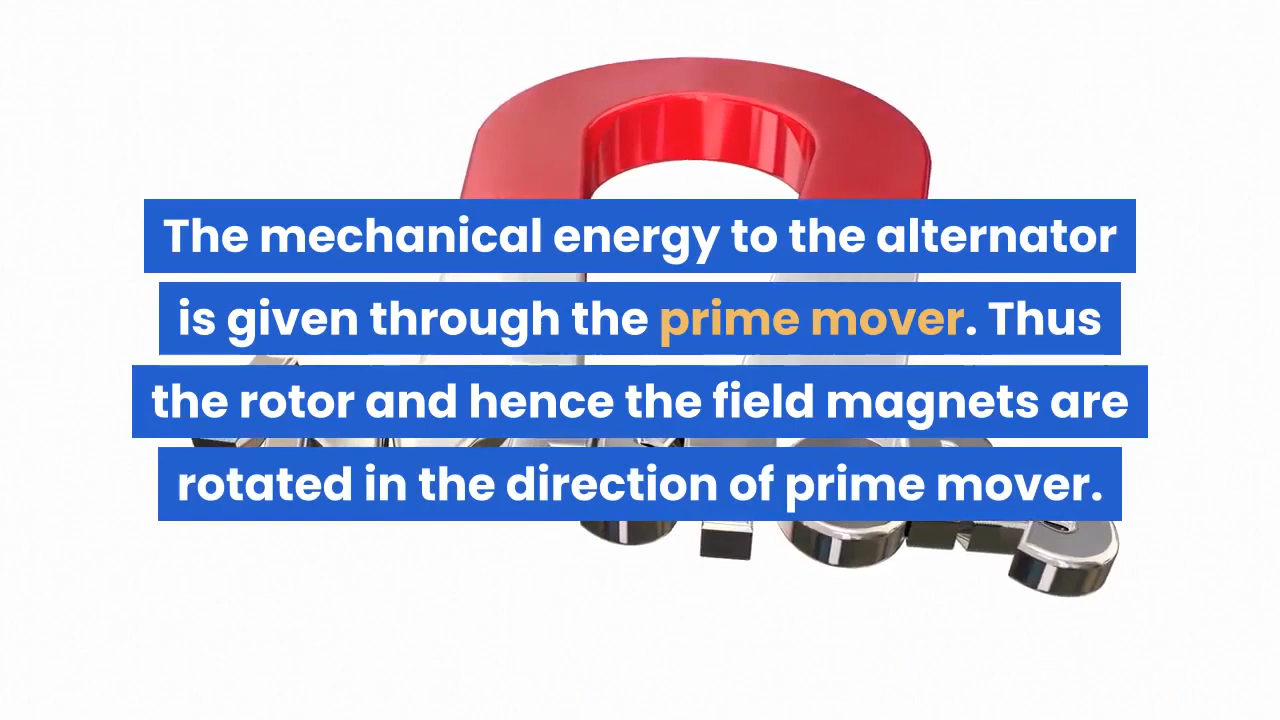 The mechanical energy to the alternator
is given through the prime mover. Thus
the rotor and hence the field magnets are
rotated in the direction of prime mover.